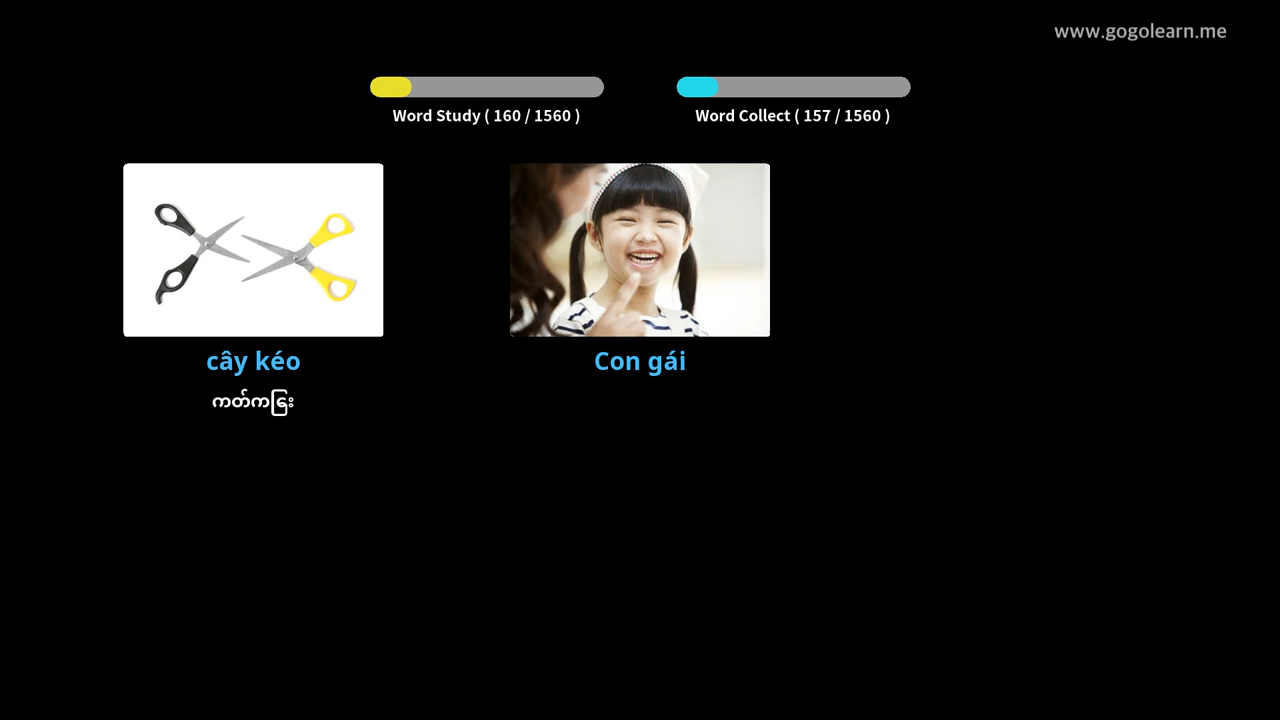 www.gogolearn.me
Word Study ( 160 / 1560 )
Word Collect ( 157 / 1560 )
cây kéo
Con gái
ကတ်ကြေး